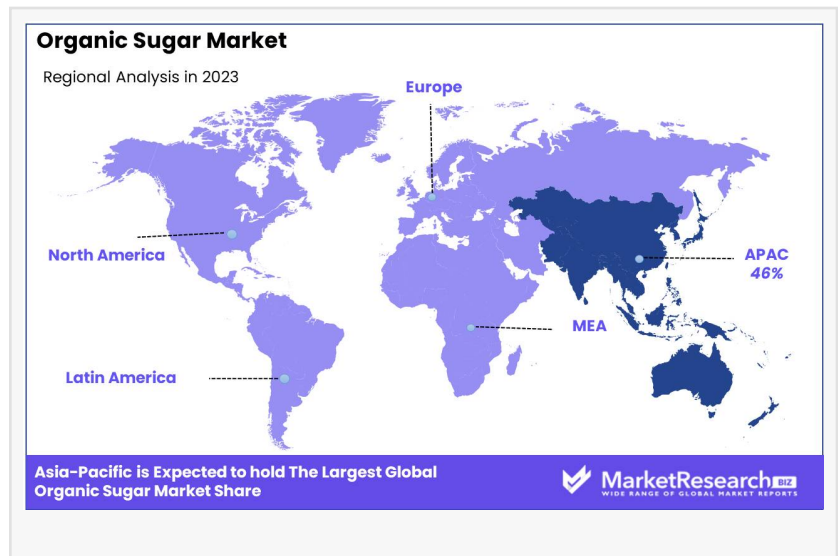 Organic Sugar Market
Regional Analysis in 2023
Europe
North America
APAC
46%
MEA
Latin America
Asia-Pacific is Expected to hold The Largest Global
Organic Sugar Market Share
MarketResearch BIZ
WIDE RANGE OF GLOBAL MARKET REPORTS